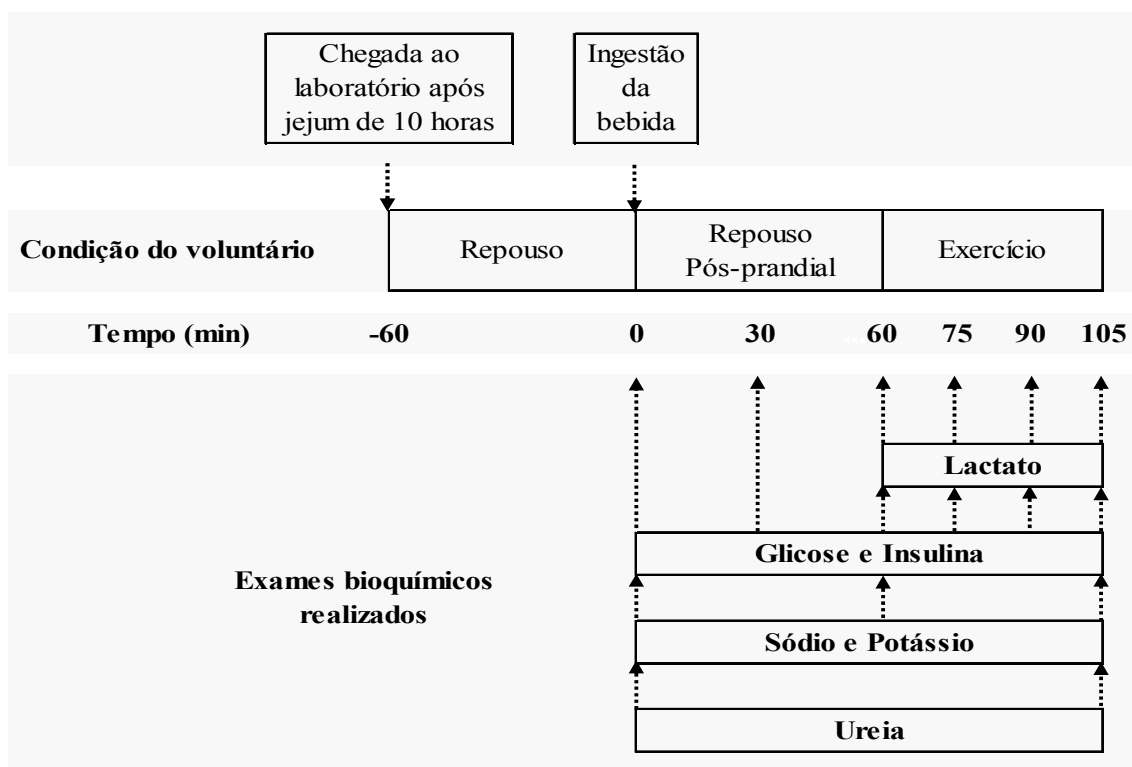 Chegada ao
laboratório após
jejum de 10 horas
Ingestão
da
bebida
Condição do voluntário
Repouso
Repouso
Pós-prandial
Exercício
Tempo (min) -60 0 30 60 75 90 105
Lactato
Glicose e Insulina
Exames bioquímicos
realizados
Sódio e Potássio
Ureia